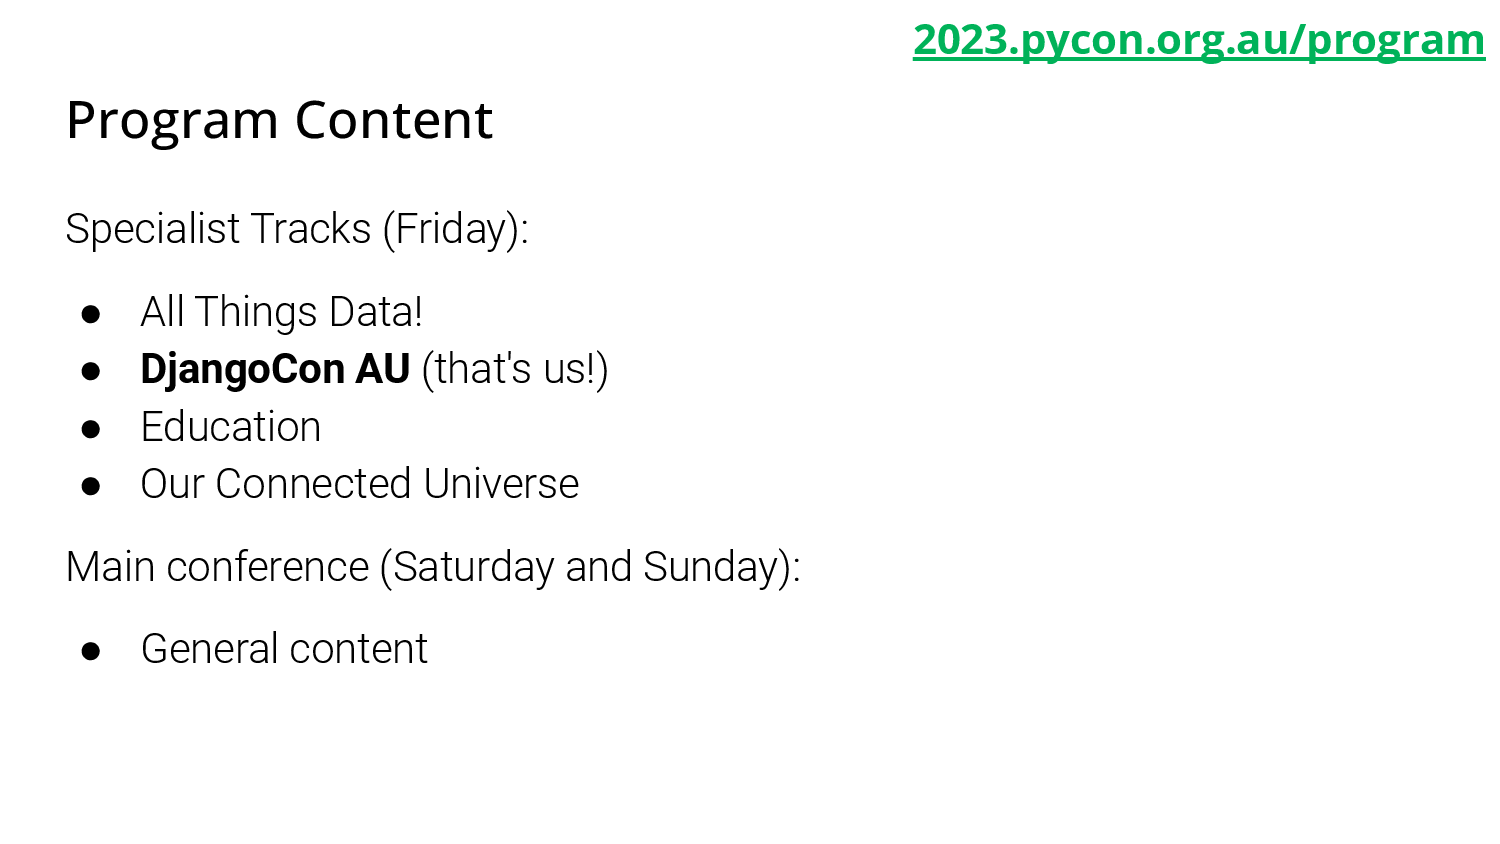 2023.pycon.org.au/program
Program Content
Specialist Tracks (Friday):
● All Things Data!
● DjangoCon AU (that's us!)
● Education
● Our Connected Universe
Main conference (Saturday and Sunday):
● General content